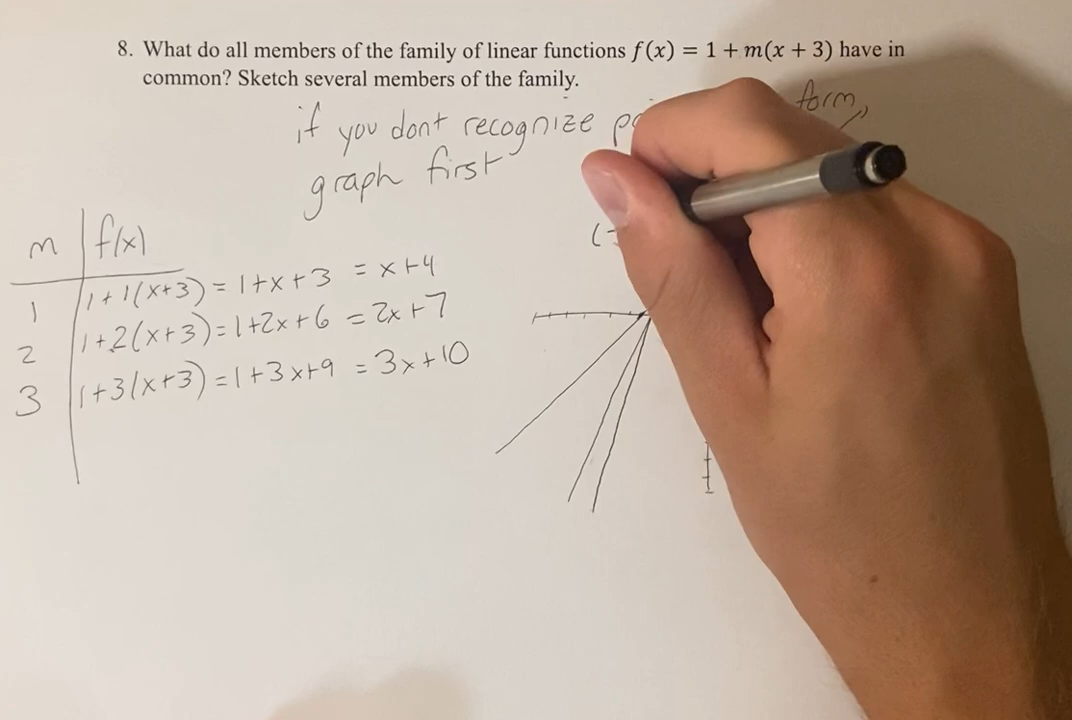 8. What do all members of the family of linear functions f(x) = 1 + m(x + 3) have in
common? Sketch several members of the family.
if you dont recognize form,
graph first
m f(x)
1 1+1(x+3) = 1+x+3 = x+4
2 1+2(x+3) = 1+2x+6 = 2x+7
3 1+3(x+3) = 1+3x+9 = 3x+10